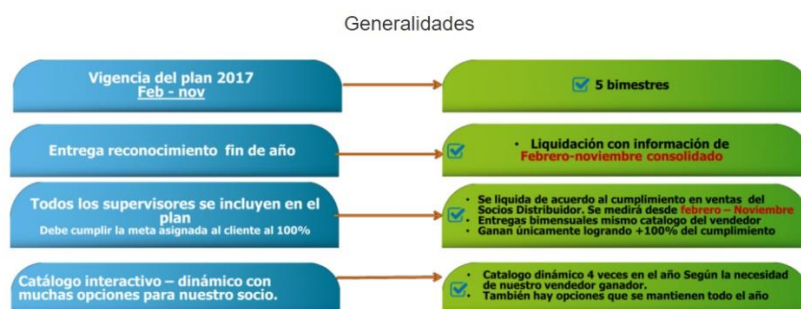 Generalidades
Vigencia del plan 2017
Feb - nov
5 bimestres
Entrega reconocimiento fin de año
• Liquidación con información de
Febrero-noviembre consolidado
Todos los supervisores se incluyen en el
plan
Debe cumplir la meta asignada al cliente al 100%
• Se liquida de acuerdo al cumplimiento en ventas del
Socios Distribuidor. Se medirá desde febrero – Noviembre
• Entregas bimensuales mismo catalogo del vendedor
• Ganan únicamente logrando +100% del cumplimiento
Catálogo interactivo – dinámico con
muchas opciones para nuestro socio.
• Catalogo dinámico 4 veces en el año Según la necesidad
de nuestro vendedor ganador.
• También hay opciones que se mantienen todo el año